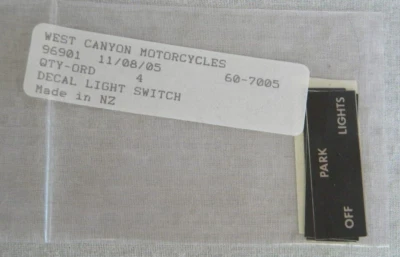 WEST CANYON MOTORCYCLES
96901 11/08/05 60-7005
QTY-ORD 4
DECAL LIGHT SWITCH
Made in NZ
LIGHTS
PARK
OFF